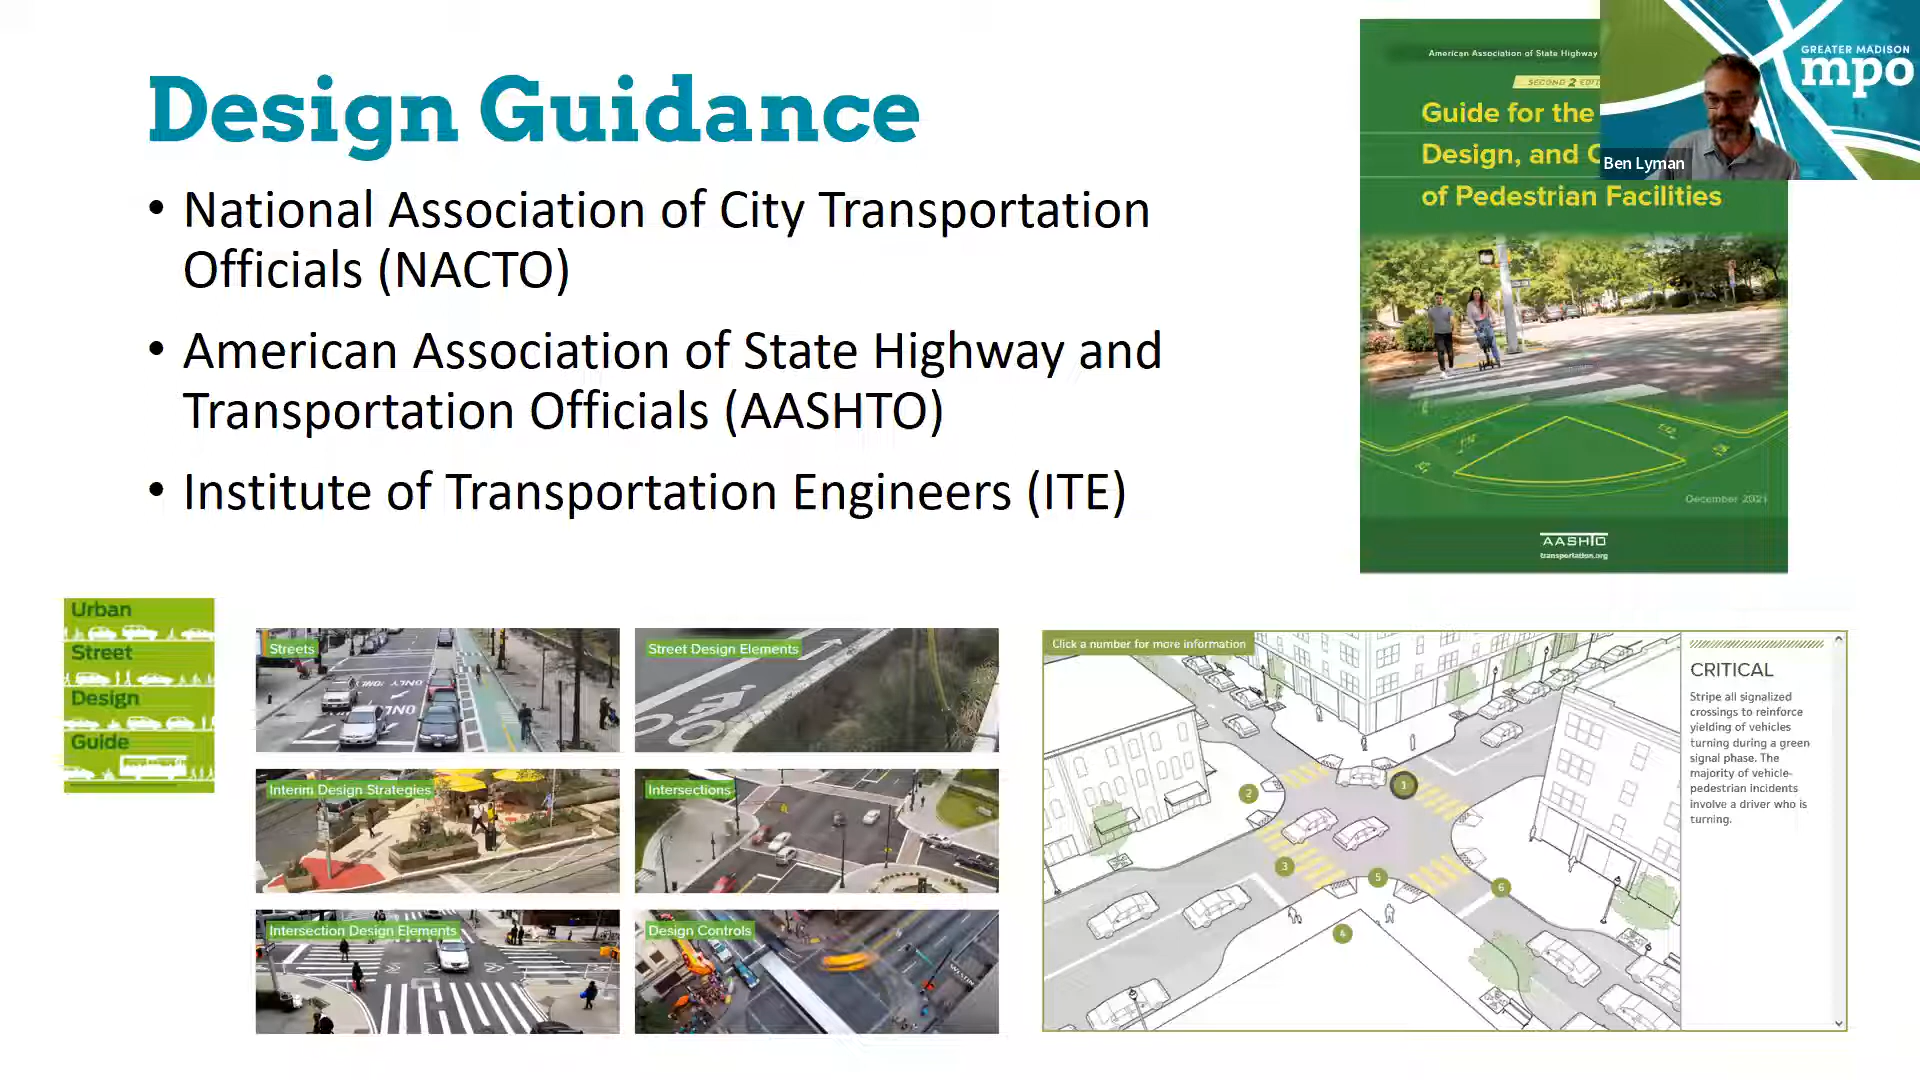 Design Guidance
• National Association of City Transportation
Officials (NACTO)
• American Association of State Highway and
Transportation Officials (AASHTO)
• Institute of Transportation Engineers (ITE)
American Association of State Highway
SECOND 2
Guide for the
Design, and
of Pedestrian Facilities
December 2021
AASHTO
transportation.org
GREATER MADISON
mpo
Ben Lyman
Urban
Street
Design
Guide
Streets
ONLY
ONLY
Street Design Elements
Interim Design Strategies
Intersections
Intersection Design Elements
Design Controls
Click a number for more information
1
2
3
5
6
4
CRITICAL
Stripe all signalized
crossings to reinforce
yielding of vehicles
turning during a green
signal phase. The
majority of vehicle-
pedestrian incidents
involve a driver who is
turning.